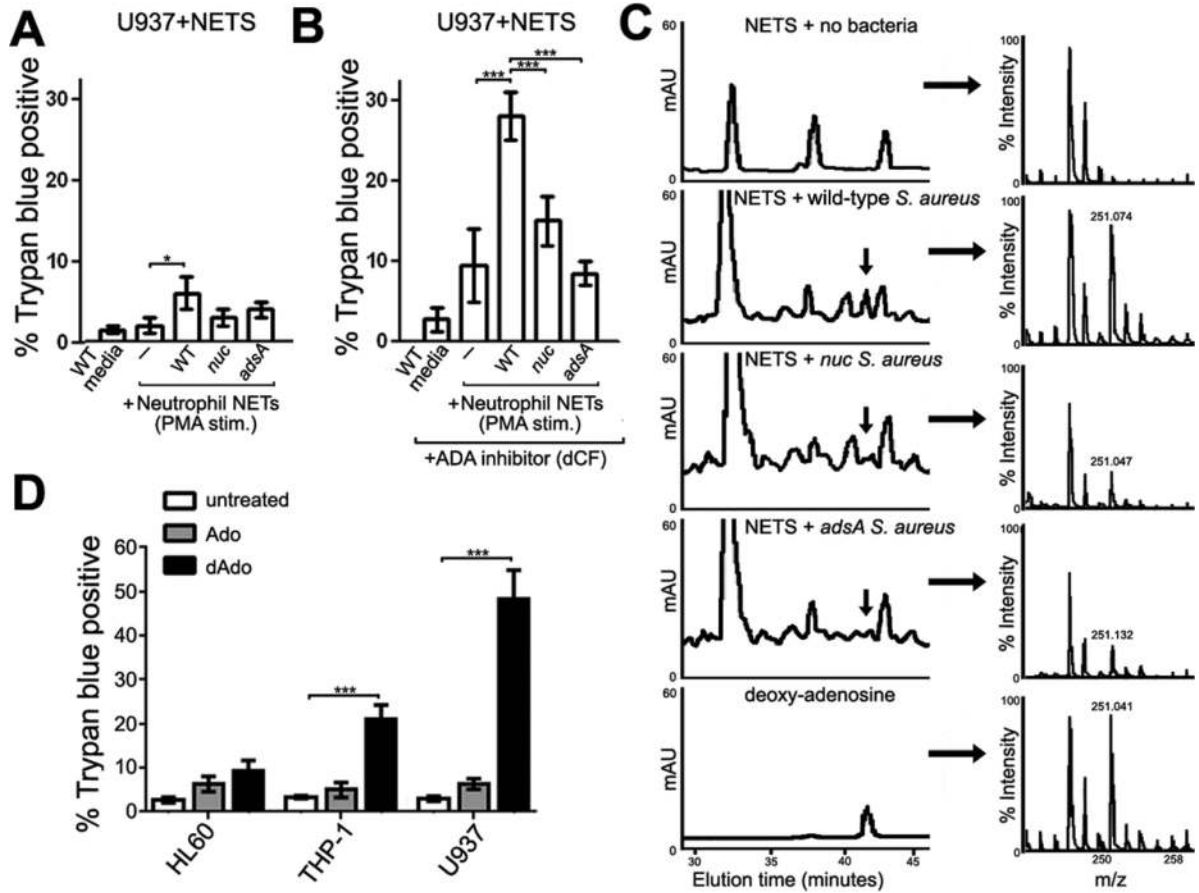 A
U937+NETS
% Trypan blue positive
30
20
10
0
*
WT media
–
WT
nuc
adsA
+Neutrophil NETs
(PMA stim.)
B
U937+NETS
% Trypan blue positive
30
20
10
0
***
***
***
WT media
–
WT
nuc
adsA
+Neutrophil NETs
(PMA stim.)
+ADA inhibitor (dCF)
C
NETS + no bacteria
60
mAU
0
100
% Intensity
0
NETS + wild-type S. aureus
60
mAU
0
100
% Intensity
0
251.074
NETS + nuc S. aureus
60
mAU
0
100
% Intensity
0
251.047
NETS + adsA S. aureus
60
mAU
0
100
% Intensity
0
251.132
deoxy-adenosine
60
mAU
0
30
35
40
45
Elution time (minutes)
100
% Intensity
0
251.041
250
258
m/z
D
untreated
Ado
dAdo
% Trypan blue positive
60
50
40
30
20
10
0
***
***
HL60
THP-1
U937